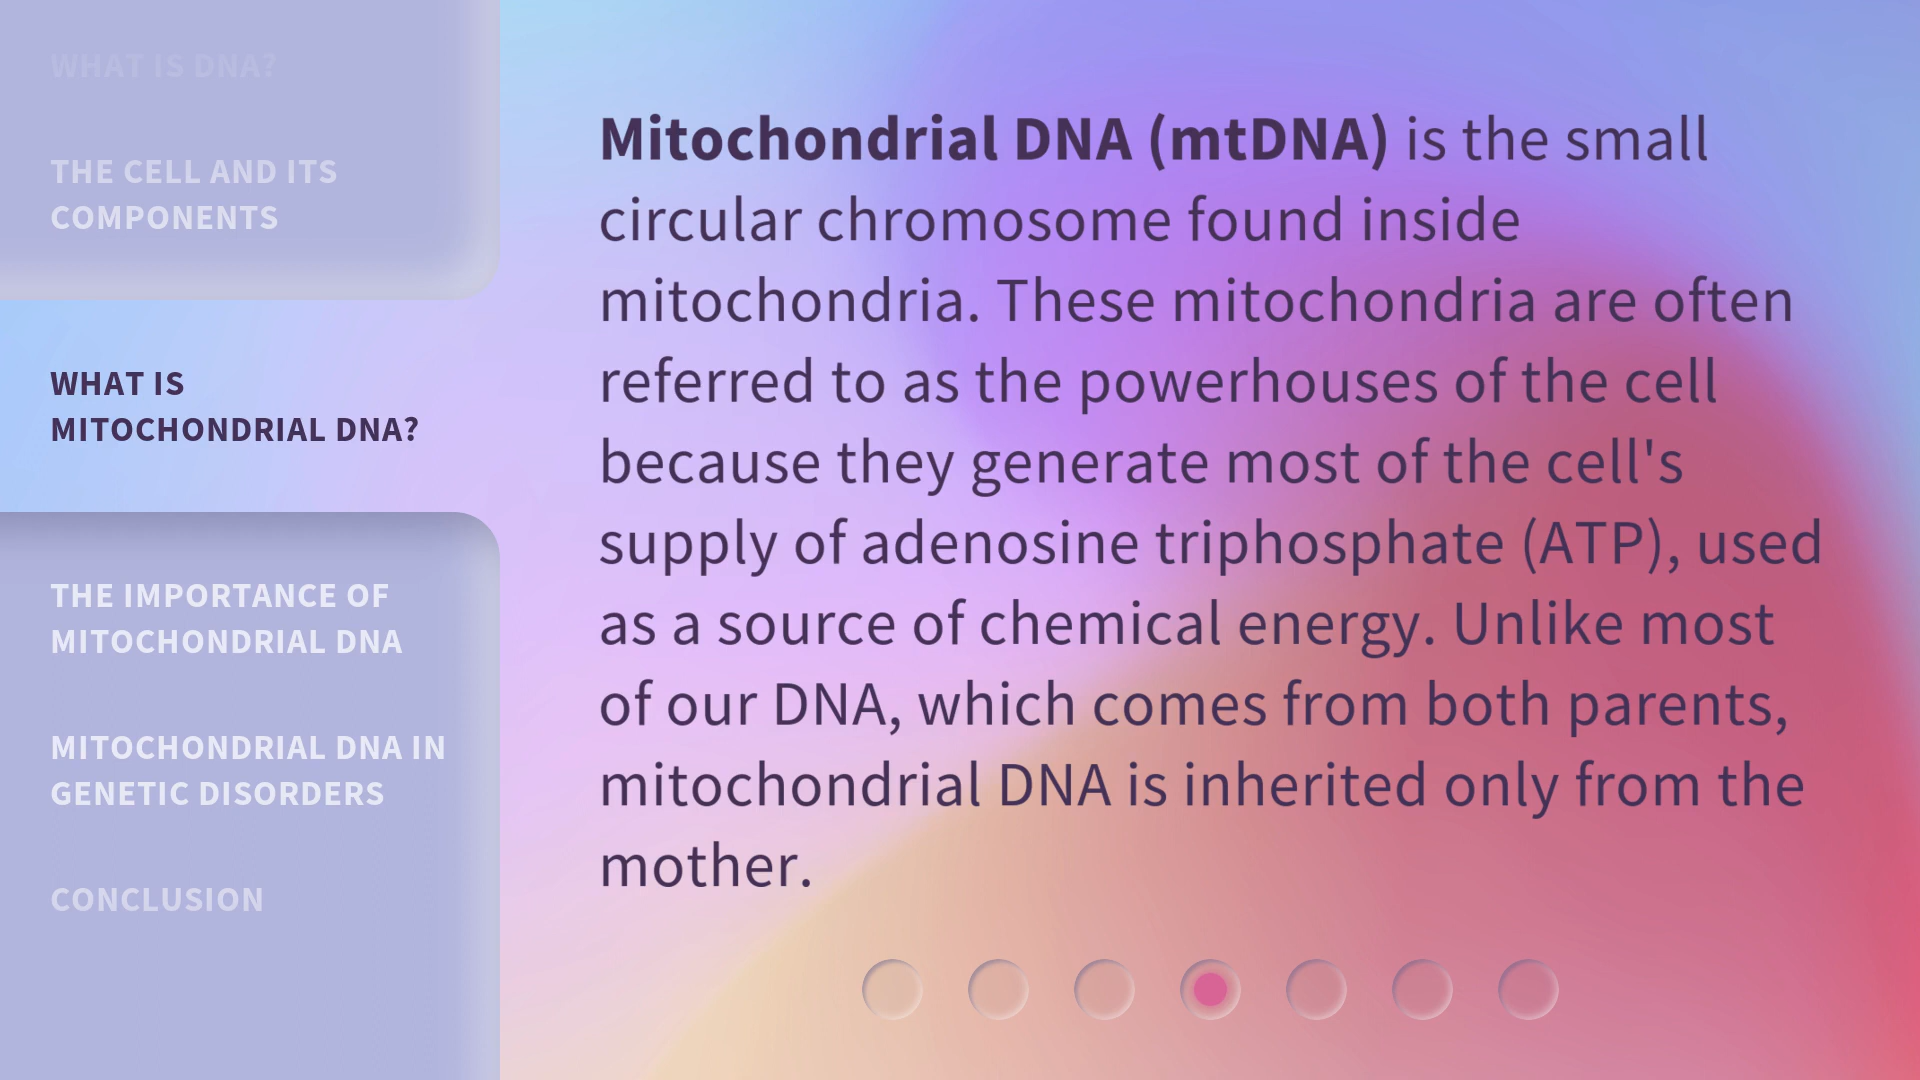 WHAT IS DNA?
THE CELL AND ITS
COMPONENTS
WHAT IS
MITOCHONDRIAL DNA?
THE IMPORTANCE OF
MITOCHONDRIAL DNA
MITOCHONDRIAL DNA IN
GENETIC DISORDERS
CONCLUSION
Mitochondrial DNA (mtDNA) is the small
circular chromosome found inside
mitochondria. These mitochondria are often
referred to as the powerhouses of the cell
because they generate most of the cell's
supply of adenosine triphosphate (ATP), used
as a source of chemical energy. Unlike most
of our DNA, which comes from both parents,
mitochondrial DNA is inherited only from the
mother.